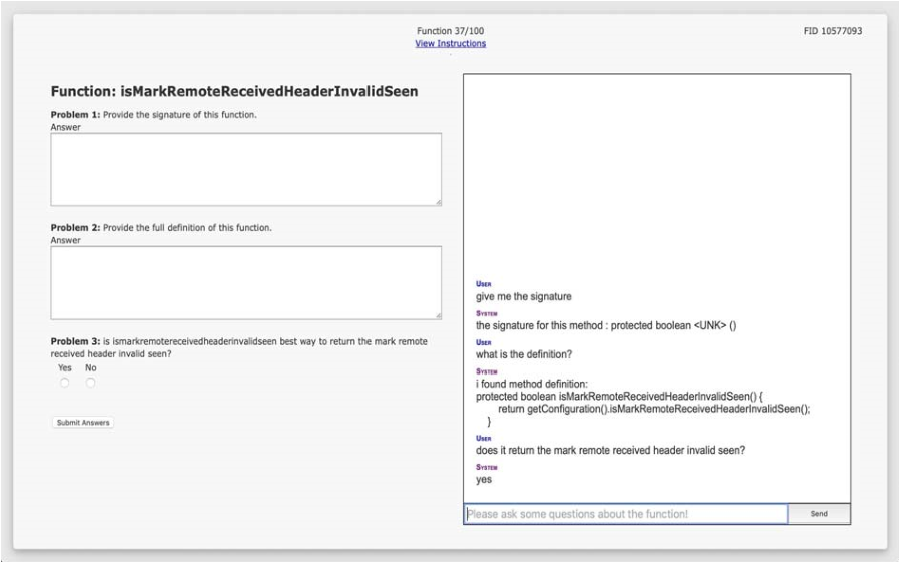 Function 37/100
FID 10577093
View Instructions
Function: isMarkRemoteReceivedHeaderInvalidSeen
Problem 1: Provide the signature of this function.
Answer
Problem 2: Provide the full definition of this function.
Answer
Problem 3: is ismarkremotereceivedheaderinvalidseen best way to return the mark remote
received header invalid seen?
Yes No
Submit Answers
User
give me the signature
System
the signature for this method : protected boolean <UNK> ()
User
what is the definition?
System
i found method definition:
protected boolean isMarkRemoteReceivedHeaderInvalidSeen() {
return getConfiguration().isMarkRemoteReceivedHeaderInvalidSeen();
}
User
does it return the mark remote received header invalid seen?
System
yes
Please ask some questions about the function!
Send